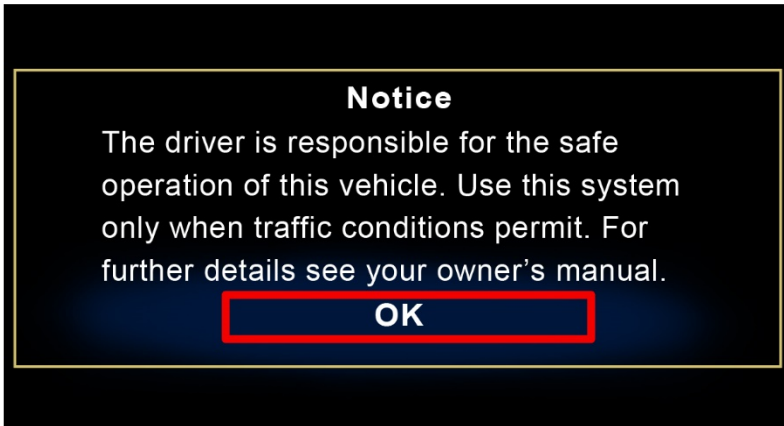 Notice
The driver is responsible for the safe
operation of this vehicle. Use this system
only when traffic conditions permit. For
further details see your owner’s manual.
OK